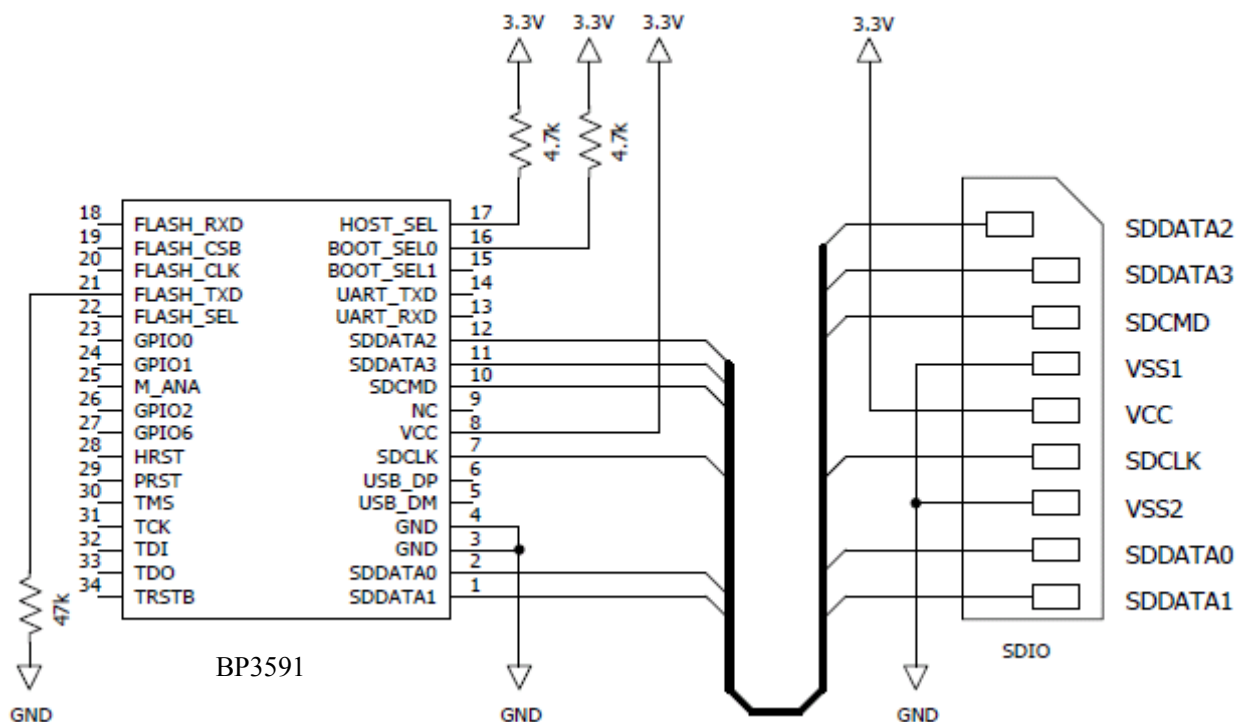 3.3V 3.3V 3.3V 3.3V
4.7k 4.7k
18 FLASH_RXD HOST_SEL 17
19 FLASH_CSB BOOT_SEL0 16
20 FLASH_CLK BOOT_SEL1 15
21 FLASH_TXD UART_TXD 14
22 FLASH_SEL UART_RXD 13
23 GPIO0 SDDATA2 12
24 GPIO1 SDDATA3 11
25 M_ANA SDCMD 10
26 GPIO2 NC 9
27 GPIO6 VCC 8
28 HRST SDCLK 7
29 PRST USB_DP 6
30 TMS USB_DM 5
31 TCK GND 4
32 TDI GND 3
33 TDO SDDATA0 2
34 TRSTB SDDATA1 1
47k
BP3591
SDDATA2
SDDATA3
SDCMD
VSS1
VCC
SDCLK
VSS2
SDDATA0
SDDATA1
SDIO
GND GND GND